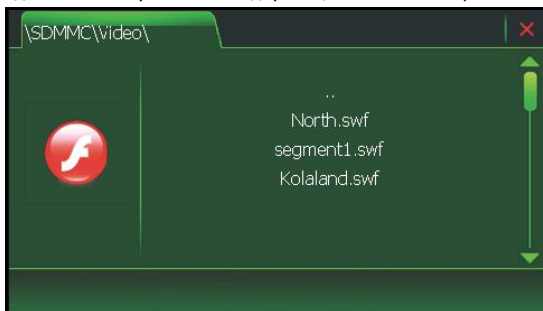 \SDMMC\Video\
..
North.swf
segment1.swf
Kolaland.swf